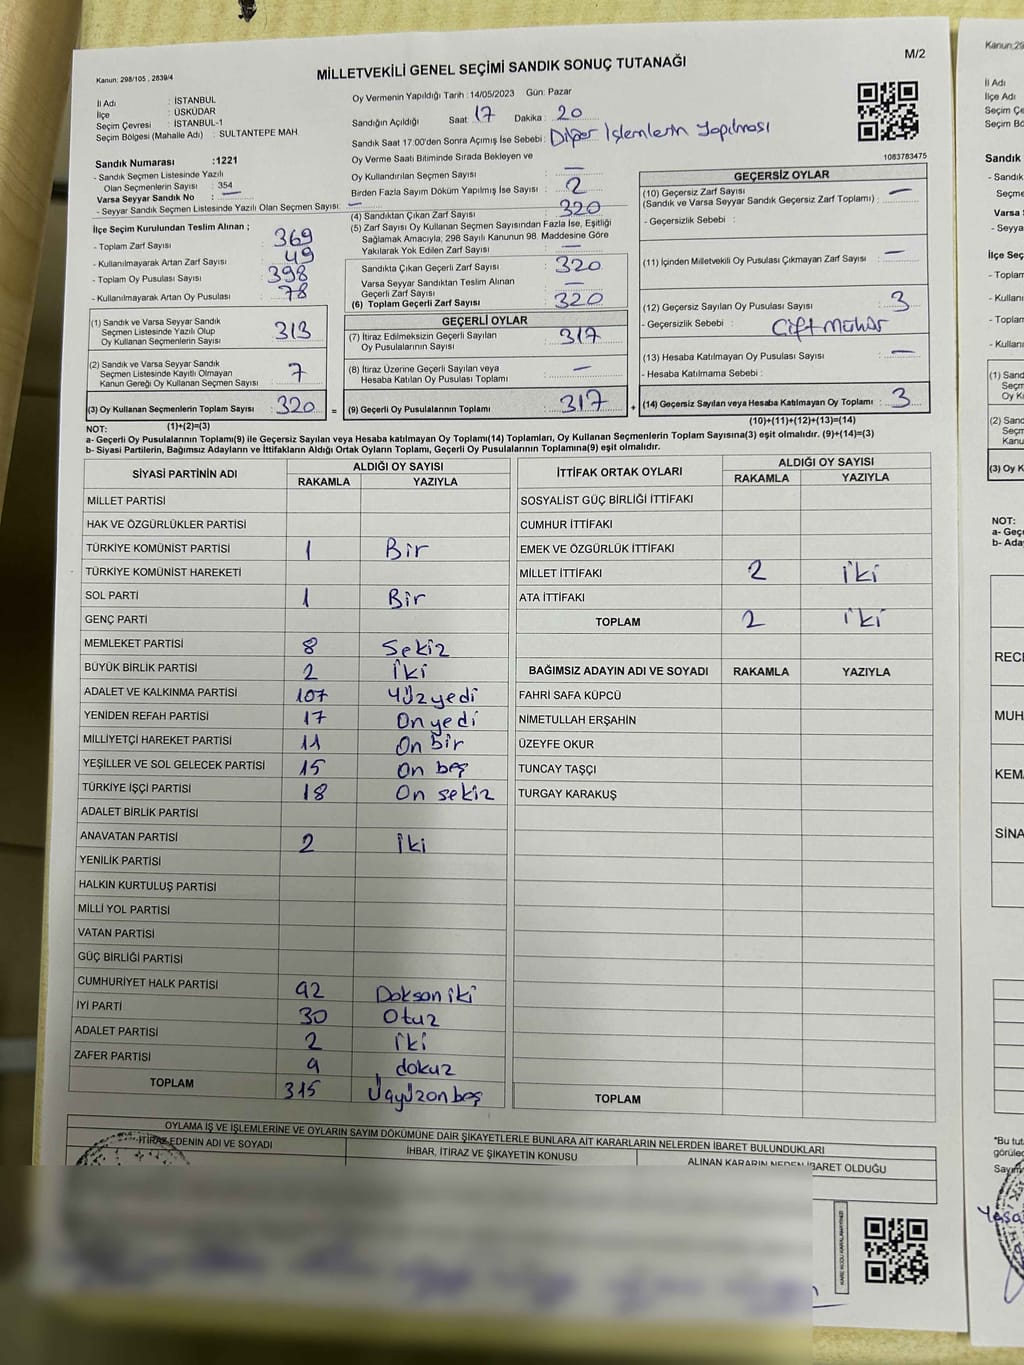 Kanun: 298/105 , 2839/4
MİLLETVEKİLİ GENEL SEÇİMİ SANDIK SONUÇ TUTANAĞI
M/2
İl Adı : İSTANBUL
İlçe : ÜSKÜDAR
Seçim Çevresi : İSTANBUL-1
Seçim Bölgesi (Mahalle Adı) : SULTANTEPE MAH
Sandık Numarası :1221
- Sandık Seçmen Listesinde Yazılı
Olan Seçmenlerin Sayısı : 354
Varsa Seyyar Sandık No : —
- Seyyar Sandık Seçmen Listesinde Yazılı Olan Seçmen Sayısı: —
İlçe Seçim Kurulundan Teslim Alınan ;
- Toplam Zarf Sayısı : 369
- Kullanılmayarak Artan Zarf Sayısı : 49
- Toplam Oy Pusulası Sayısı : 398
- Kullanılmayarak Artan Oy Pusulası : 78
(1) Sandık ve Varsa Seyyar Sandık
Seçmen Listesinde Yazılı Olup
Oy Kullanan Seçmenlerin Sayısı : 313
(2) Sandık ve Varsa Seyyar Sandık
Seçmen Listesinde Kayıtlı Olmayan
Kanun Gereği Oy Kullanan Seçmen Sayısı : 7
(3) Oy Kullanan Seçmenlerin Toplam Sayısı : 320 =
(1)+(2)=(3)
Oy Vermenin Yapıldığı Tarih : 14/05/2023 Gün: Pazar
Sandığın Açıldığı Saat: 17 Dakika : 20
Sandık Saat 17.00'den Sonra Açımış İse Sebebi : Diğer İşlemlerin Yapılması
Oy Verme Saati Bitiminde Sırada Bekleyen ve
Oy Kullandırılan Seçmen Sayısı : —
Birden Fazla Sayım Döküm Yapılmış İse Sayısı : 2
(4) Sandıktan Çıkan Zarf Sayısı : 320
(5) Zarf Sayısı Oy Kullanan Seçmen Sayısından Fazla İse, Eşitliği
Sağlamak Amacıyla, 298 Sayılı Kanunun 98. Maddesine Göre
Yakılarak Yok Edilen Zarf Sayısı : —
Sandıkta Çıkan Geçerli Zarf Sayısı : 320
Varsa Seyyar Sandıktan Teslim Alınan
Geçerli Zarf Sayısı : —
(6) Toplam Geçerli Zarf Sayısı : 320
GEÇERLİ OYLAR
(7) İtiraz Edilmeksizin Geçerli Sayılan
Oy Pusulalarının Sayısı : 317
(8) İtiraz Üzerine Geçerli Sayılan veya
Hesaba Katılan Oy Pusulası Toplamı : —
(9) Geçerli Oy Pusulalarının Toplamı : 317 +
1083783475
GEÇERSİZ OYLAR
(10) Geçersiz Zarf Sayısı
(Sandık ve Varsa Seyyar Sandık Geçersiz Zarf Toplamı) : —
- Geçersizlik Sebebi :
(11) İçinden Milletvekili Oy Pusulası Çıkmayan Zarf Sayısı : —
(12) Geçersiz Sayılan Oy Pusulası Sayısı : 3
- Geçersizlik Sebebi : Çift Mühür
(13) Hesaba Katılmayan Oy Pusulası Sayısı : —
- Hesaba Katılmama Sebebi :
(14) Geçersiz Sayılan veya Hesaba Katılmayan Oy Toplamı : 3
(10)+(11)+(12)+(13)=(14)
NOT:
a- Geçerli Oy Pusulalarının Toplamı(9) ile Geçersiz Sayılan veya Hesaba katılmayan Oy Toplamı(14) Toplamları, Oy Kullanan Seçmenlerin Toplam Sayısına(3) eşit olmalıdır. (9)+(14)=(3)
b- Siyasi Partilerin, Bağımsız Adayların ve İttifakların Aldığı Ortak Oyların Toplamı, Geçerli Oy Pusulalarının Toplamına(9) eşit olmalıdır.
SİYASİ PARTİNİN ADI ALDIĞI OY SAYISI
RAKAMLA YAZIYLA
MİLLET PARTİSİ
HAK VE ÖZGÜRLÜKLER PARTİSİ
TÜRKİYE KOMÜNİST PARTİSİ 1 Bir
TÜRKİYE KOMÜNİST HAREKETİ
SOL PARTİ 1 Bir
GENÇ PARTİ
MEMLEKET PARTİSİ 8 Sekiz
BÜYÜK BİRLİK PARTİSİ 2 İki
ADALET VE KALKINMA PARTİSİ 107 Yüzyedi
YENİDEN REFAH PARTİSİ 17 On yedi
MİLLİYETÇİ HAREKET PARTİSİ 11 On bir
YEŞİLLER VE SOL GELECEK PARTİSİ 15 On beş
TÜRKİYE İŞÇİ PARTİSİ 18 On sekiz
ADALET BİRLİK PARTİSİ
ANAVATAN PARTİSİ 2 İki
YENİLİK PARTİSİ
HALKIN KURTULUŞ PARTİSİ
MİLLİ YOL PARTİSİ
VATAN PARTİSİ
GÜÇ BİRLİĞİ PARTİSİ
CUMHURİYET HALK PARTİSİ 92 Doksan iki
İYİ PARTİ 30 Otuz
ADALET PARTİSİ 2 İki
ZAFER PARTİSİ 9 dokuz
TOPLAM 315 Üçyüzonbeş
İTTİFAK ORTAK OYLARI ALDIĞI OY SAYISI
RAKAMLA YAZIYLA
SOSYALİST GÜÇ BİRLİĞİ İTTİFAKI
CUMHUR İTTİFAKI
EMEK VE ÖZGÜRLÜK İTTİFAKI
MİLLET İTTİFAKI 2 İki
ATA İTTİFAKI
TOPLAM 2 İki
BAĞIMSIZ ADAYIN ADI VE SOYADI RAKAMLA YAZIYLA
FAHRİ SAFA KÜPCÜ
NİMETULLAH ERŞAHİN
ÜZEYFE OKUR
TUNCAY TAŞÇI
TURGAY KARAKUŞ
TOPLAM
OYLAMA İŞ VE İŞLEMLERİNE VE OYLARIN SAYIM DÖKÜMÜNE DAİR ŞİKAYETLERLE BUNLARA AİT KARARLARIN NELERDEN İBARET BULUNDUKLARI
İTİRAZ EDENİN ADI VE SOYADI İHBAR, İTİRAZ VE ŞİKAYETİN KONUSU ALINAN KARARIN NEDEN İBARET OLDUĞU
Kanun:29
İl Adı
İlçe Adı
Seçim Çe
Seçim Bö
Sandık
- Sandık
Seçme
Varsa
- Seyya
İlçe Seç
- Toplam
- Kullanı
- Toplam
- Kullanı
(1) Sand
Seçm
Oy K
(2) Sand
Seçm
Kanu
(3) Oy K
NOT:
a- Geç
b- Aday
RECE
MUH
KEMA
SİNA
*Bu tut
görülec
Sayım